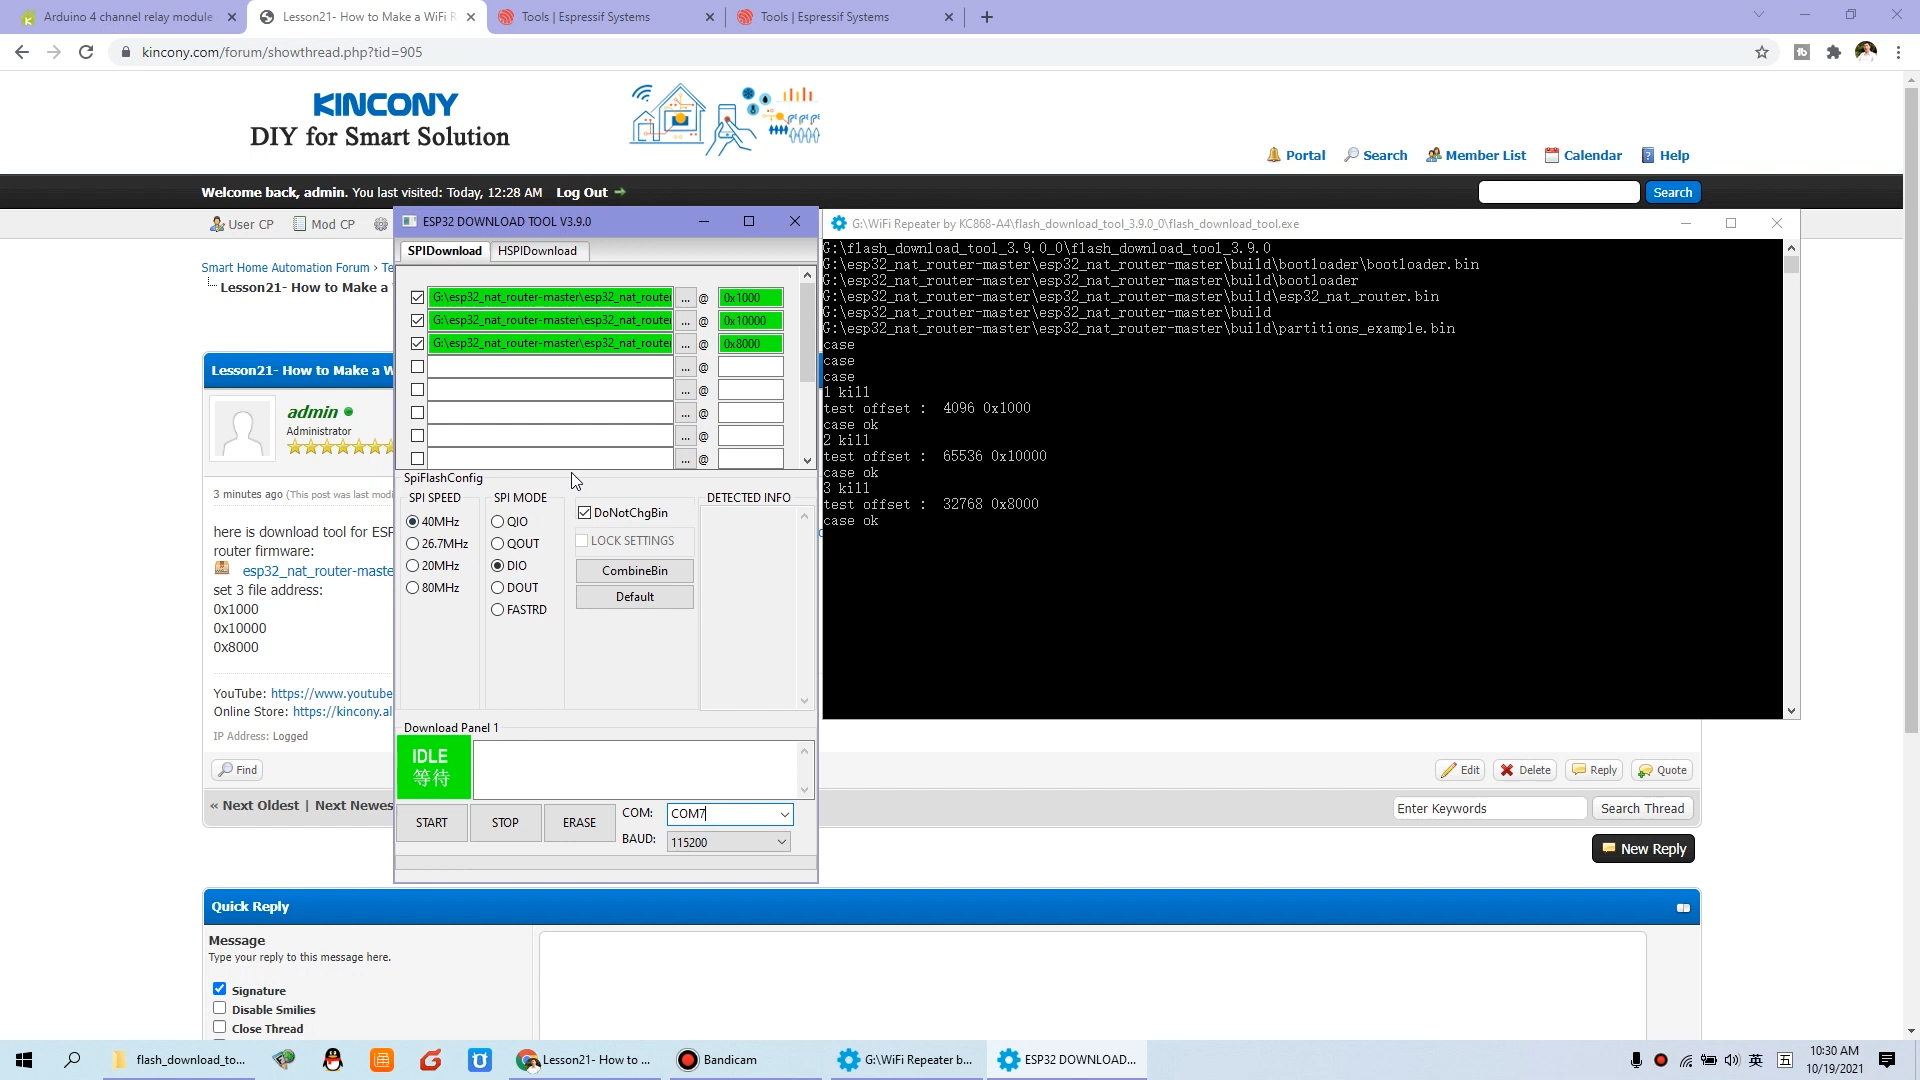 Arduino 4 channel relay module
Lesson21- How to Make a WiFi R
Tools | Espressif Systems
Tools | Espressif Systems
kincony.com/forum/showthread.php?tid=905
KINCONY
DIY for Smart Solution
Portal
Search
Member List
Calendar
Help
Welcome back, admin. You last visited: Today, 12:28 AM Log Out
Search
User CP
Mod CP
Smart Home Automation Forum › Te
Lesson21- How to Make a
Lesson21- How to Make a W
admin
Administrator
3 minutes ago (This post was last modi
here is download tool for ESP
router firmware:
esp32_nat_router-maste
set 3 file address:
0x1000
0x10000
0x8000
YouTube: https://www.youtube
Online Store: https://kincony.al
IP Address: Logged
Find
« Next Oldest | Next Newes
ESP32 DOWNLOAD TOOL V3.9.0
SPIDownload
HSPIDownload
G:\esp32_nat_router-master\esp32_nat_router ... @ 0x1000
G:\esp32_nat_router-master\esp32_nat_router ... @ 0x10000
G:\esp32_nat_router-master\esp32_nat_router ... @ 0x8000
... @
... @
... @
... @
... @
SpiFlashConfig
SPI SPEED
40MHz
26.7MHz
20MHz
80MHz
SPI MODE
QIO
QOUT
DIO
DOUT
FASTRD
DoNotChgBin
LOCK SETTINGS
CombineBin
Default
DETECTED INFO
Download Panel 1
IDLE
等待
START
STOP
ERASE
COM: COM7
BAUD: 115200
G:\WiFi Repeater by KC868-A4\flash_download_tool_3.9.0_0\flash_download_tool.exe
G:\flash_download_tool_3.9.0_0\flash_download_tool_3.9.0
G:\esp32_nat_router-master\esp32_nat_router-master\build\bootloader\bootloader.bin
G:\esp32_nat_router-master\esp32_nat_router-master\build\bootloader
G:\esp32_nat_router-master\esp32_nat_router-master\build\esp32_nat_router.bin
G:\esp32_nat_router-master\esp32_nat_router-master\build
G:\esp32_nat_router-master\esp32_nat_router-master\build\partitions_example.bin
case
case
case
1 kill
test offset : 4096 0x1000
case ok
2 kill
test offset : 65536 0x10000
case ok
3 kill
test offset : 32768 0x8000
case ok
Edit
Delete
Reply
Quote
Enter Keywords
Search Thread
New Reply
Quick Reply
Message
Type your reply to this message here.
Signature
Disable Smilies
Close Thread
flash_download_to...
Lesson21- How to ...
Bandicam
G:\WiFi Repeater b...
ESP32 DOWNLOAD...
英
五
10:30 AM
10/19/2021